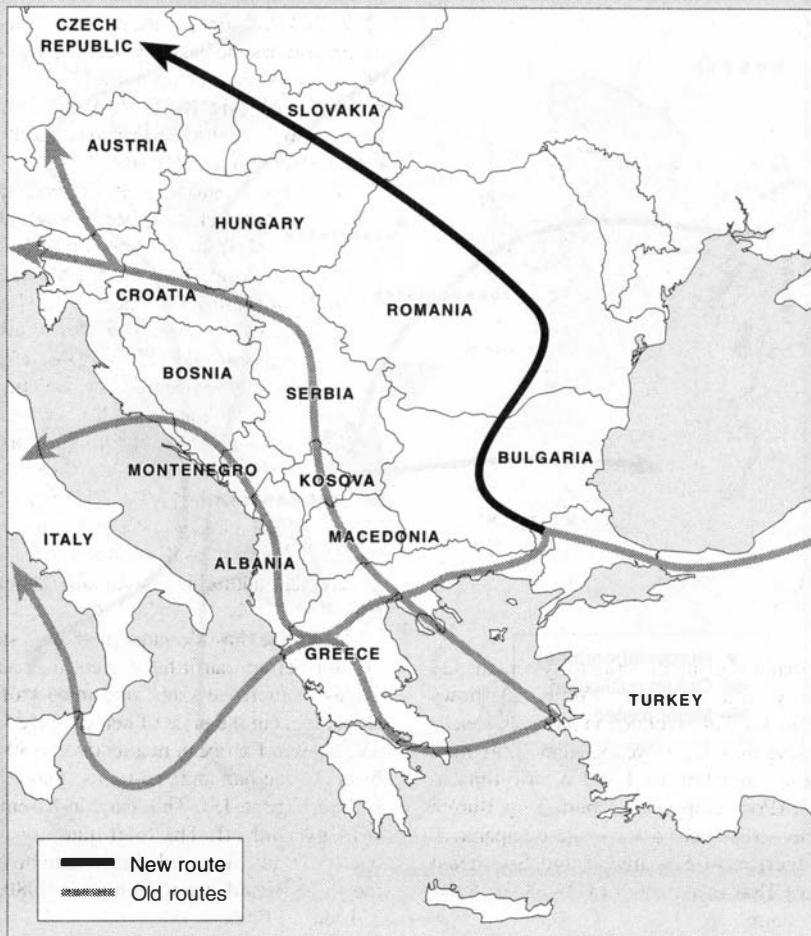 CZECH
REPUBLIC
SLOVAKIA
AUSTRIA
HUNGARY
CROATIA
ROMANIA
BOSNIA
SERBIA
BULGARIA
MONTENEGRO
KOSOVA
MACEDONIA
ITALY
ALBANIA
GREECE
TURKEY
New route
Old routes